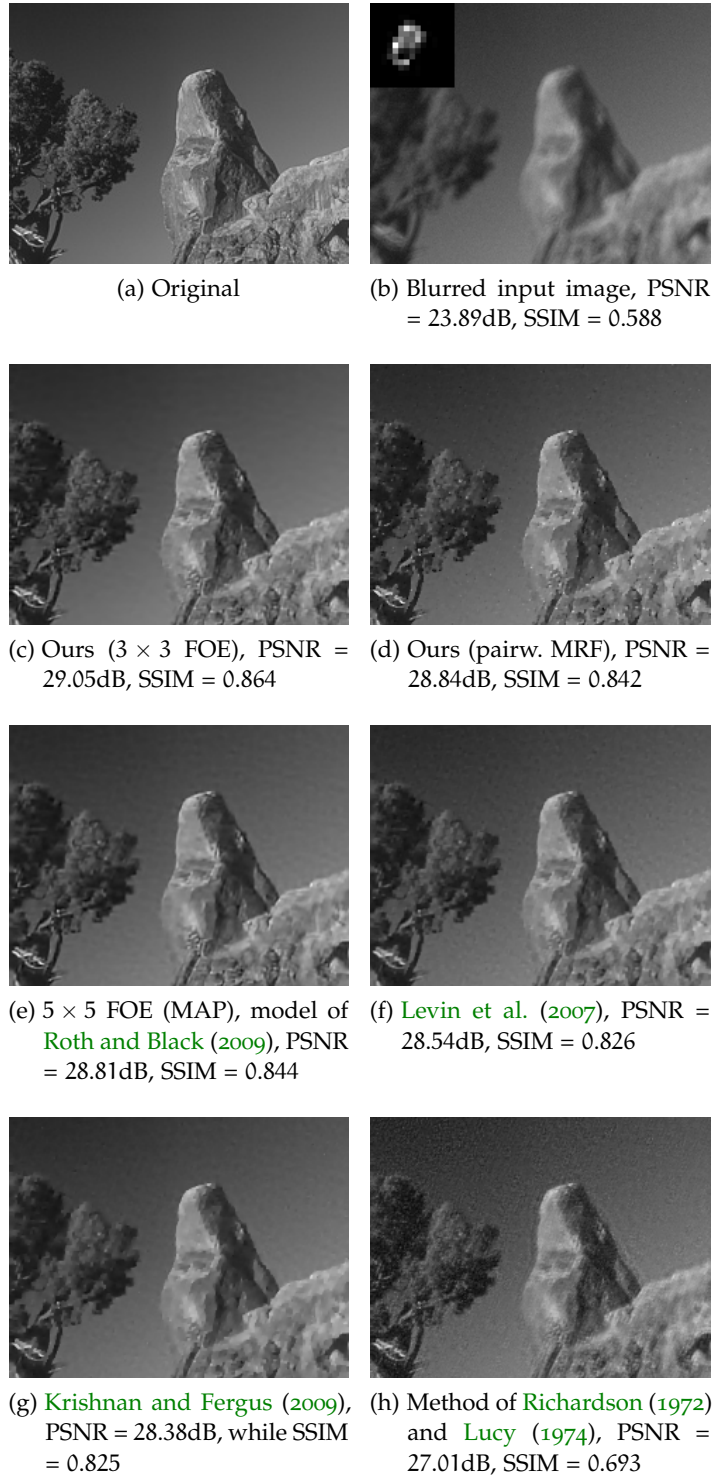 (a) Original
(b) Blurred input image, PSNR
= 23.89dB, SSIM = 0.588
(c) Ours (3 × 3 FOE), PSNR =
29.05dB, SSIM = 0.864
(d) Ours (pairw. MRF), PSNR =
28.84dB, SSIM = 0.842
(e) 5 × 5 FOE (MAP), model of
Roth and Black (2009), PSNR
= 28.81dB, SSIM = 0.844
(f) Levin et al. (2007), PSNR =
28.54dB, SSIM = 0.826
(g) Krishnan and Fergus (2009),
PSNR = 28.38dB, while SSIM
= 0.825
(h) Method of Richardson (1972)
and Lucy (1974), PSNR =
27.01dB, SSIM = 0.693